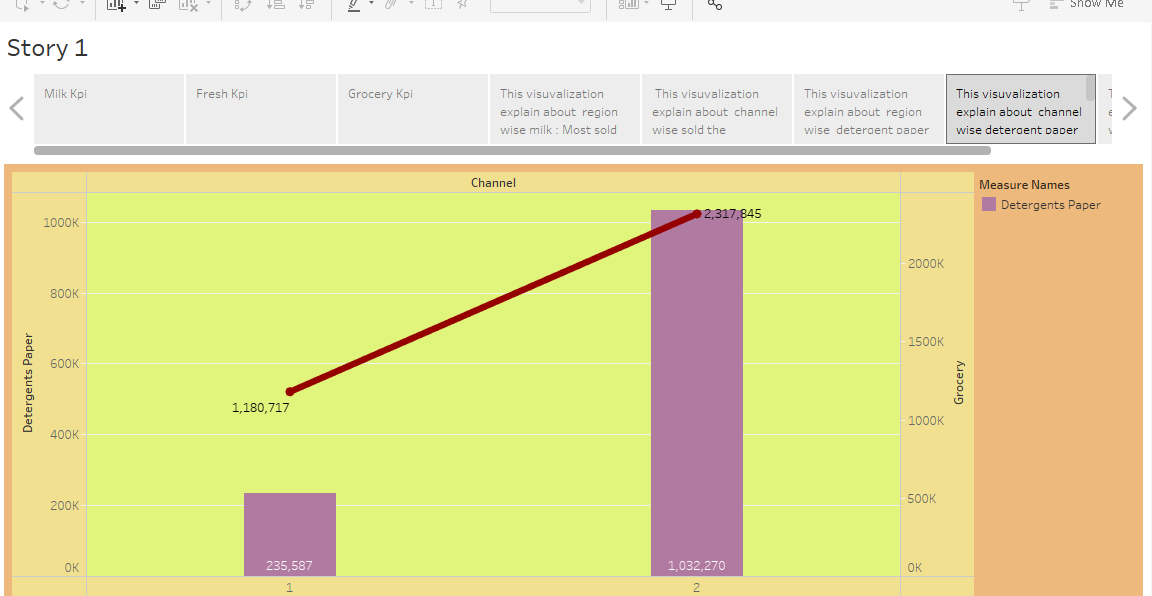 Show Me
Story 1
Milk Kpi
Fresh Kpi
Grocery Kpi
This visuvalization
explain about region
wise milk : Most sold
This visuvalization
explain about channel
wise sold the
This visuvalization
explain about region
wise detergent paper
This visuvalization
explain about channel
wise detergent paper
Channel
Measure Names
Detergents Paper
Detergents Paper
1000K
800K
600K
400K
200K
0K
2,317,845
1,180,717
235,587
1,032,270
2000K
1500K
1000K
500K
0K
Grocery
1
2